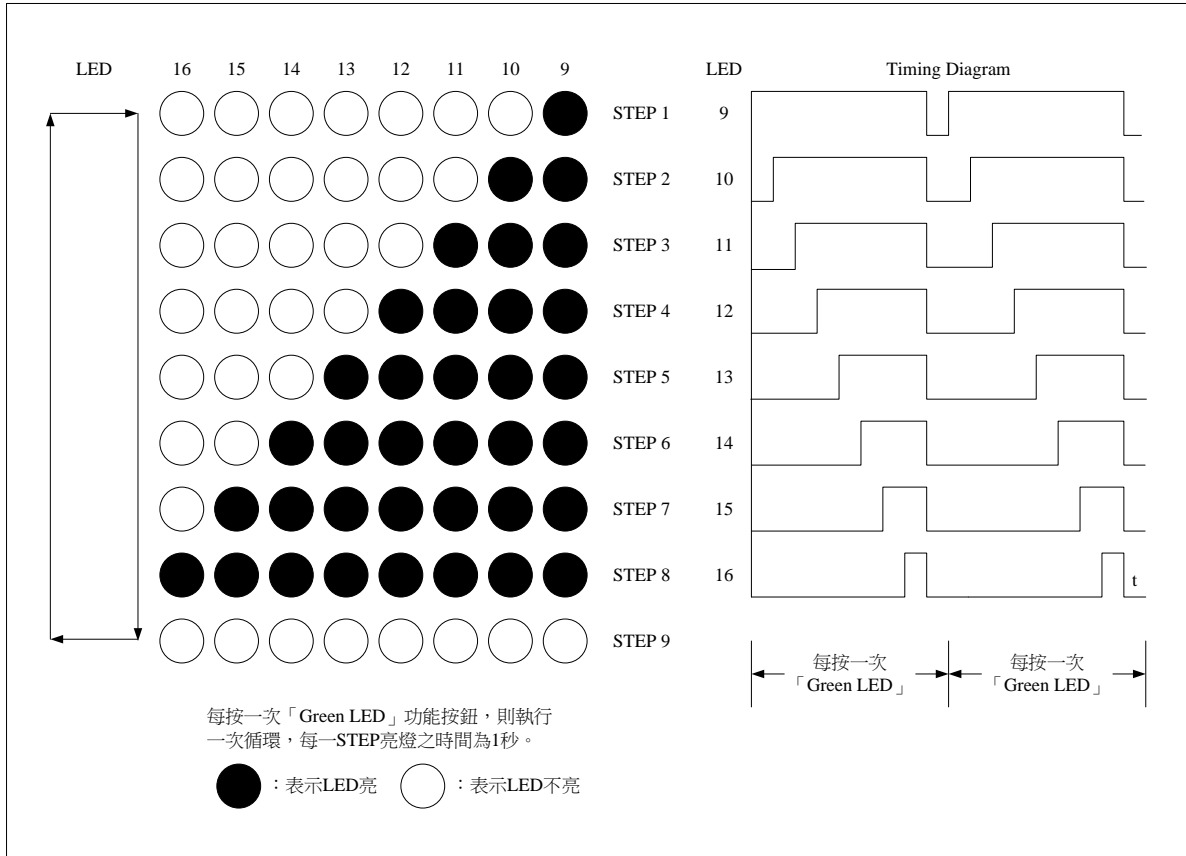 LED 16 15 14 13 12 11 10 9
STEP 1
STEP 2
STEP 3
STEP 4
STEP 5
STEP 6
STEP 7
STEP 8
STEP 9
LED Timing Diagram
9
10
11
12
13
14
15
16
t
每按一次
「Green LED」
每按一次
「Green LED」
每按一次「Green LED」功能按鈕，則執行
一次循環，每一STEP亮燈之時間為1秒。
：表示LED亮
：表示LED不亮